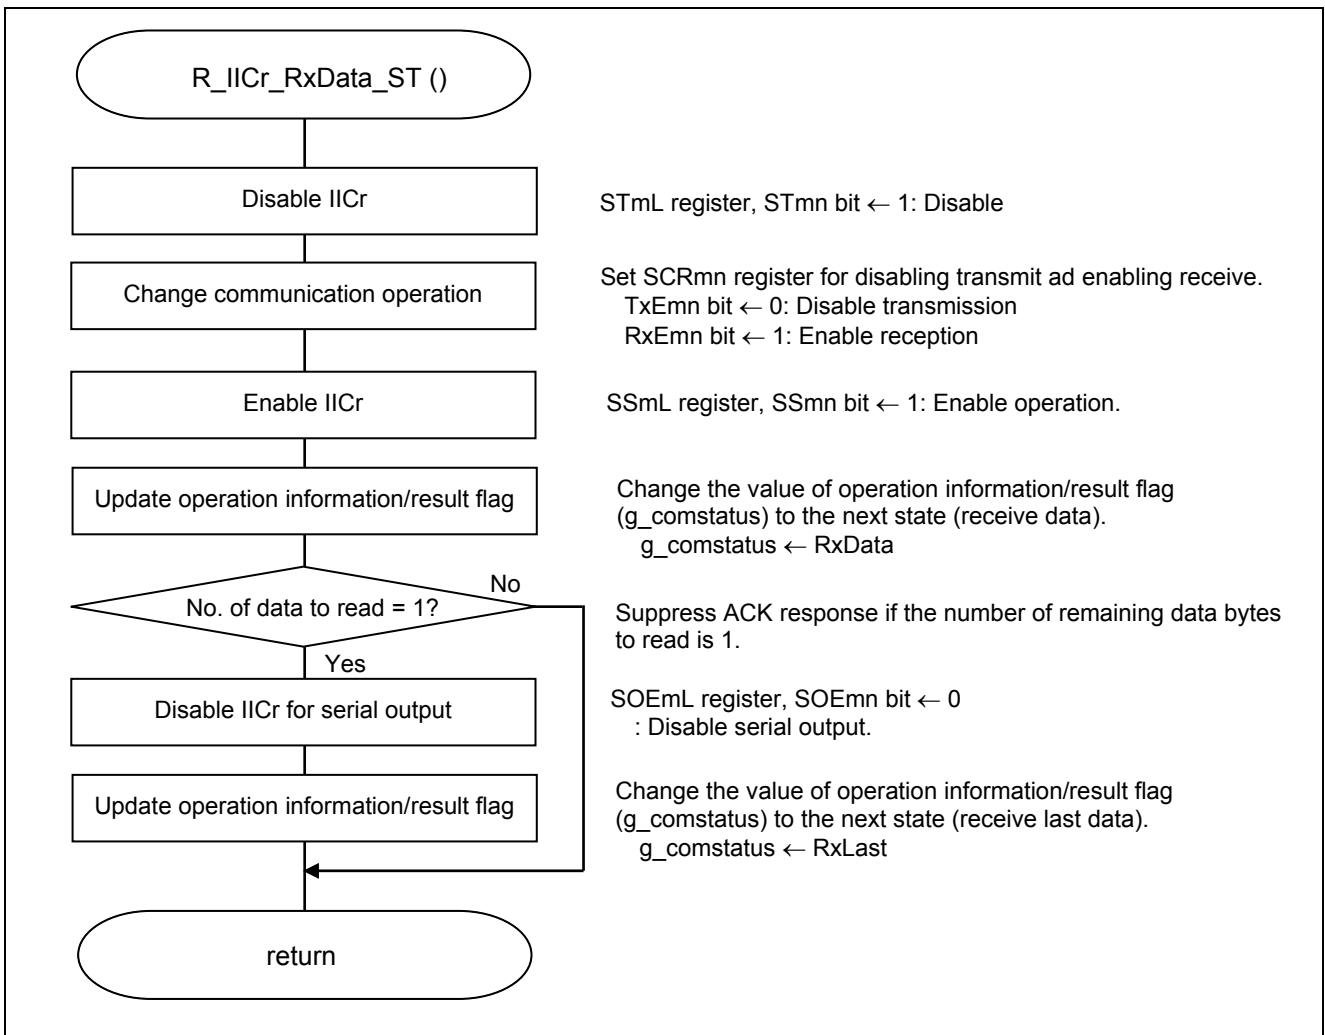 R_IICr_RxData_ST ()
Disable IICr
STmL register, STmn bit ← 1: Disable
Change communication operation
Set SCRmn register for disabling transmit ad enabling receive.
TxEmn bit ← 0: Disable transmission
RxEmn bit ← 1: Enable reception
Enable IICr
SSmL register, SSmn bit ← 1: Enable operation.
Update operation information/result flag
Change the value of operation information/result flag
(g_comstatus) to the next state (receive data).
g_comstatus ← RxData
No. of data to read = 1?
No
Yes
Suppress ACK response if the number of remaining data bytes
to read is 1.
Disable IICr for serial output
SOEmL register, SOEmn bit ← 0
: Disable serial output.
Update operation information/result flag
Change the value of operation information/result flag
(g_comstatus) to the next state (receive last data).
g_comstatus ← RxLast
return